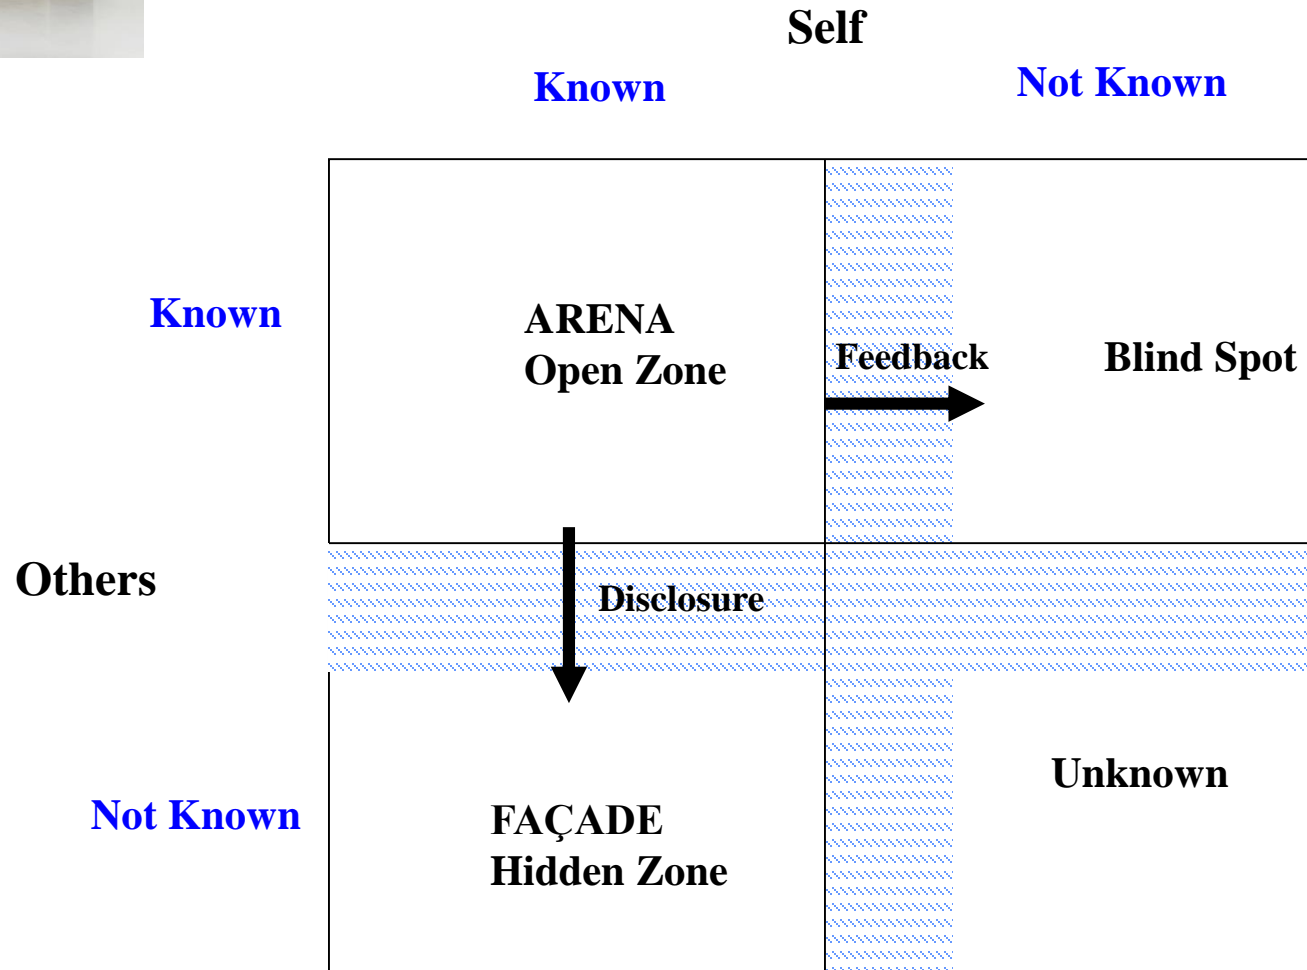 Self
Known
Not Known
Known
ARENA
Open Zone
Feedback
Blind Spot
Others
Disclosure
Not Known
FAÇADE
Hidden Zone
Unknown